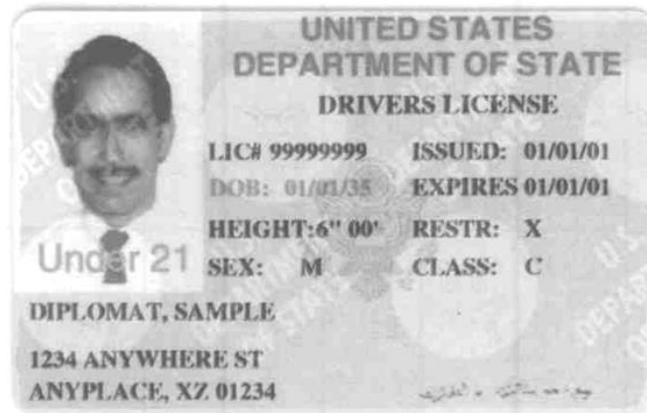 UNITED STATES
DEPARTMENT OF STATE
DRIVERS LICENSE
LIC# 99999999 ISSUED: 01/01/01
DOB: 01/01/35 EXPIRES 01/01/01
HEIGHT:6" 00' RESTR: X
Under 21
SEX: M CLASS: C
DIPLOMAT, SAMPLE
1234 ANYWHERE ST
ANYPLACE, XZ 01234